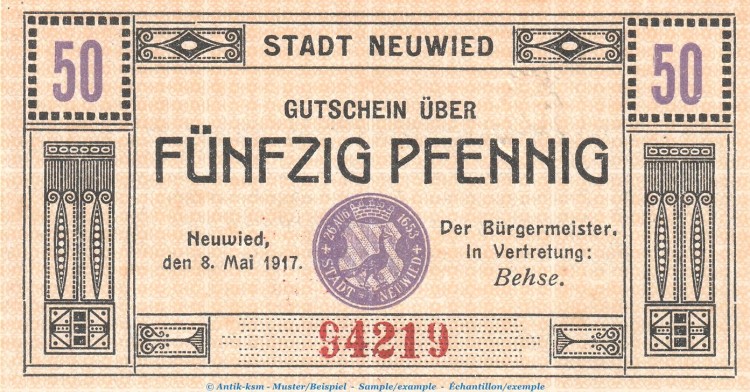 50
STADT NEUWIED
50
GUTSCHEIN ÜBER
FÜNFZIG PFENNIG
Neuwied,
den 8. Mai 1917.
26 AUG 1653
STADT NEUWIED
Der Bürgermeister.
In Vertretung:
Behse.
94219
© Antik-ksm - Muster/Beispiel - Sample/example - Échantillon/exemple